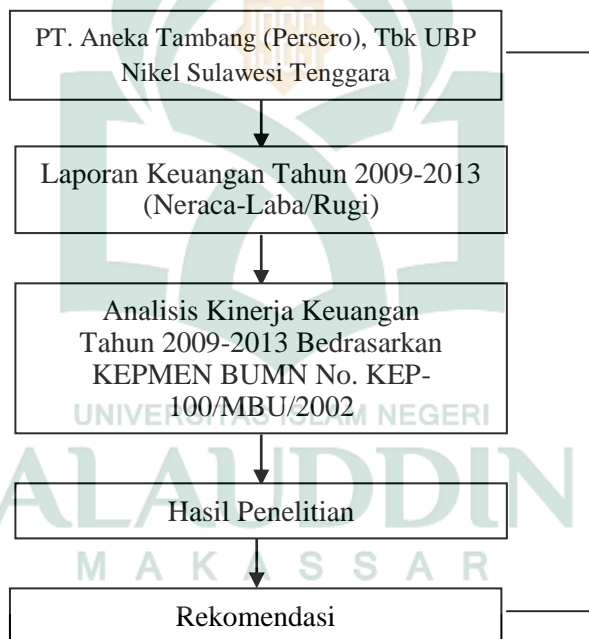 PT. Aneka Tambang (Persero), Tbk UBP
Nikel Sulawesi Tenggara
Laporan Keuangan Tahun 2009-2013
(Neraca-Laba/Rugi)
Analisis Kinerja Keuangan
Tahun 2009-2013 Bedrasarkan
KEPMEN BUMN No. KEP-
100/MBU/2002
UNIVERSITAS ISLAM NEGERI
ALAUDDIN
Hasil Penelitian
MAKASSAR
Rekomendasi